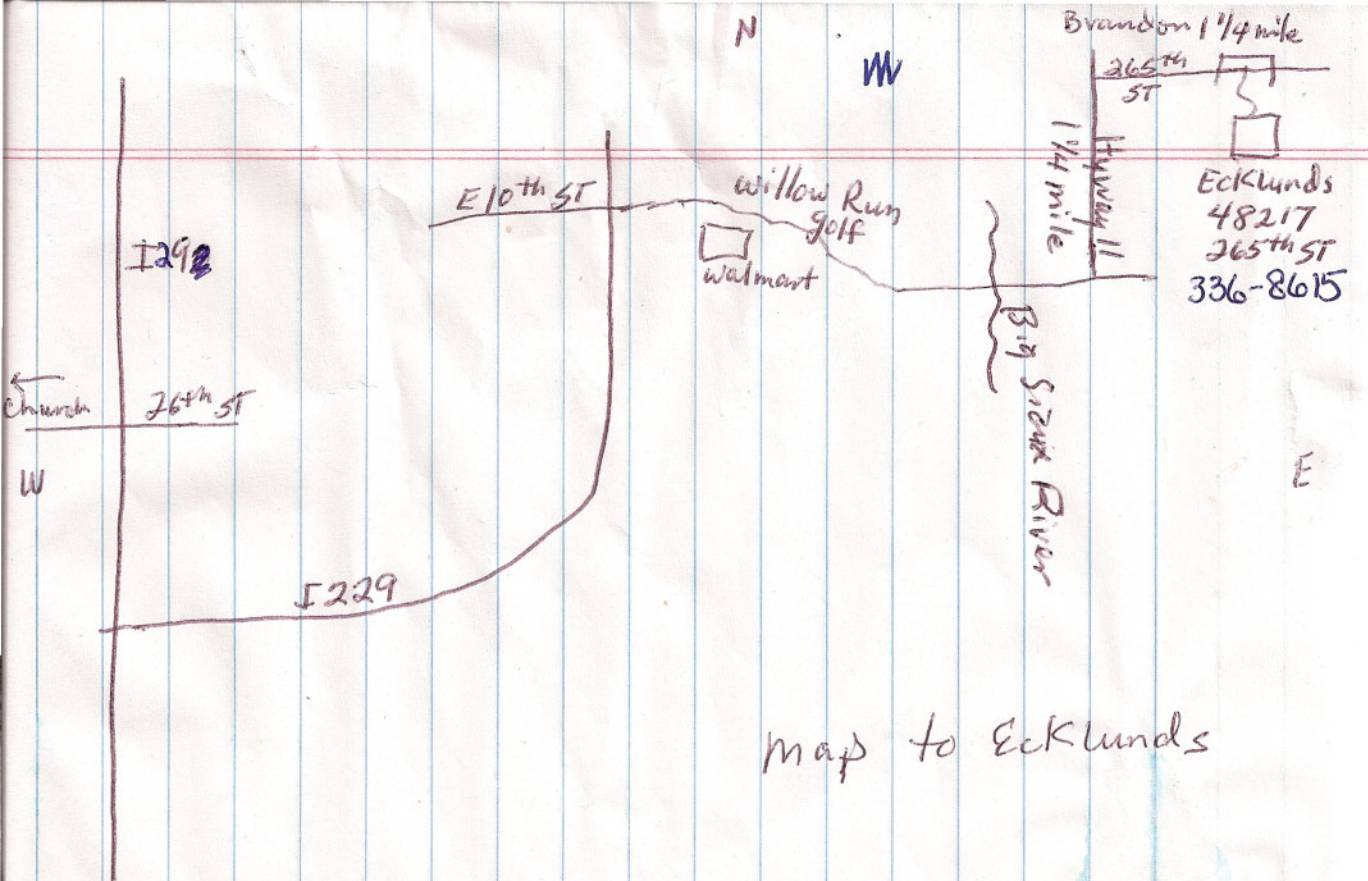 N
Brandon 1 1/4 mile
265th
ST
Hyway 11
1 1/4 mile
Ecklunds
48217
265th ST
336-8615
E 10th ST
Willow Run
golf
Walmart
I29
Big Sioux River
Church
26th ST
W
E
I229
Map to Ecklunds